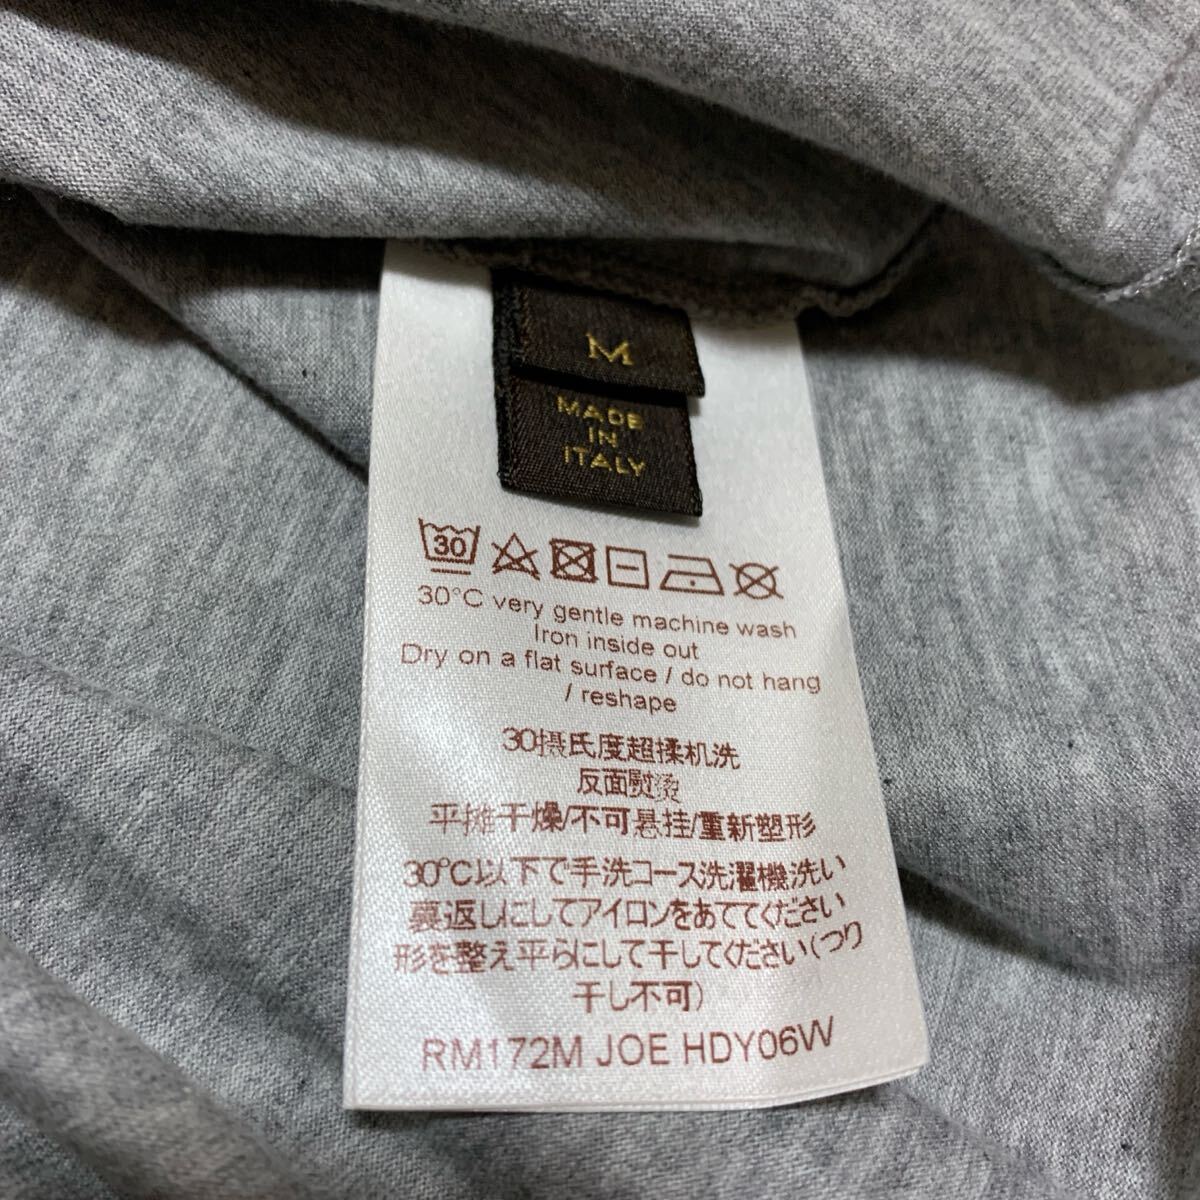 M
MADE
IN
ITALY
30
30°C very gentle machine wash
Iron inside out
Dry on a flat surface / do not hang
/ reshape
30摄氏度超揉机洗
反面熨烫
平摊干燥/不可悬挂/重新塑形
30℃以下で手洗コース洗濯機洗い
裏返しにしてアイロンをあててください
形を整え平らにして干してください(つり
干し不可)
RM172M JOE HDY06W